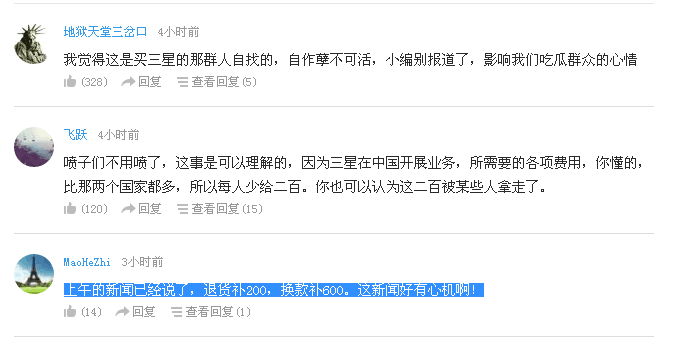 地狱天堂三岔口 4小时前
我觉得这是买三星的那群人自找的，自作孽不可活，小编别报道了，影响我们吃瓜群众的心情
(328) 回复 查看回复(5)
飞跃 4小时前
喷子们不用喷了，这事是可以理解的，因为三星在中国开展业务，所需要的各项费用，你懂的，
比那两个国家都多，所以每人少给二百。你也可以认为这二百被某些人拿走了。
(120) 回复 查看回复(15)
MaoHeZhi 3小时前
上午的新闻已经说了，退货补200，换款补600。这新闻好有心机啊！
(14) 回复 查看回复(1)